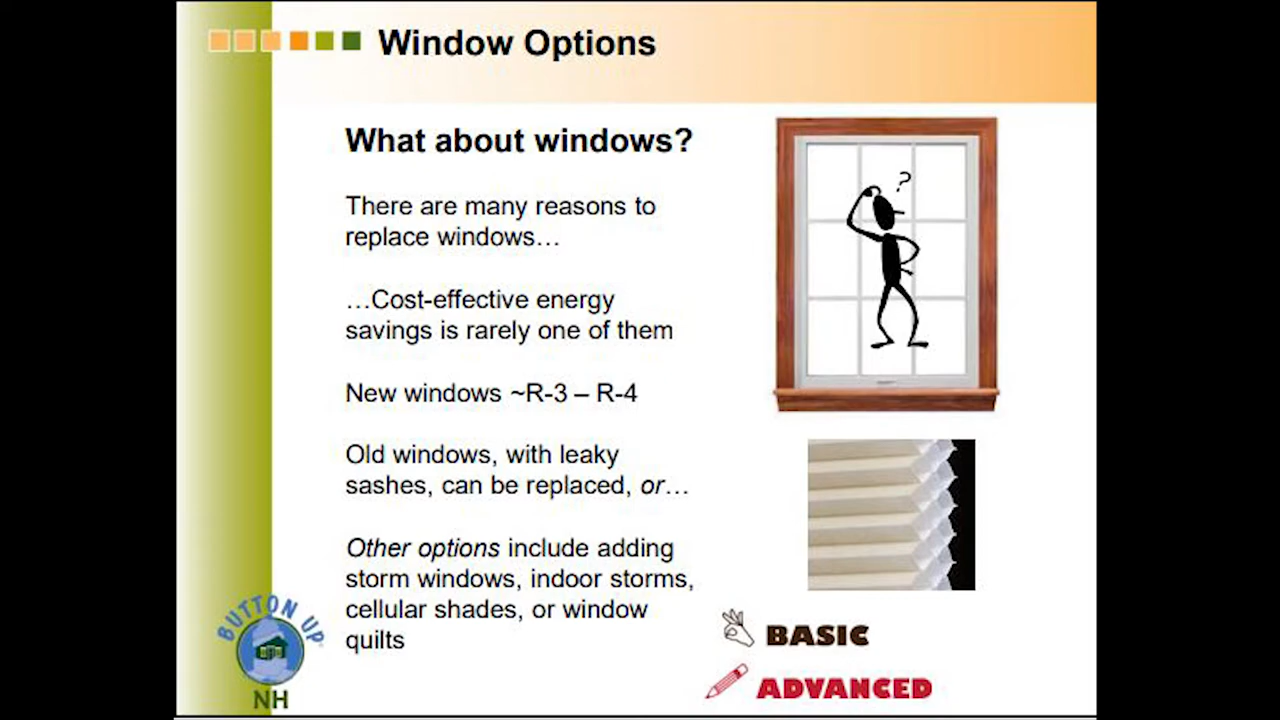 Window Options
What about windows?
There are many reasons to
replace windows…
…Cost-effective energy
savings is rarely one of them
New windows ~R-3 – R-4
Old windows, with leaky
sashes, can be replaced, or…
Other options include adding
storm windows, indoor storms,
cellular shades, or window
quilts
?
BASIC
ADVANCED
BUTTON UP
NH